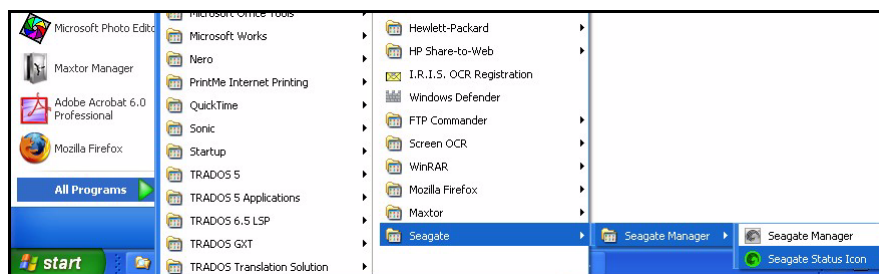 Microsoft Photo Edito
Maxtor Manager
Adobe Acrobat 6.0
Professional
Mozilla Firefox
All Programs
start
Microsoft Office Tools
Microsoft Works
Nero
PrintMe Internet Printing
QuickTime
Sonic
Startup
TRADOS 5
TRADOS 5 Applications
TRADOS 6.5 LSP
TRADOS GXT
TRADOS Translation Solution
Hewlett-Packard
HP Share-to-Web
I.R.I.S. OCR Registration
Windows Defender
FTP Commander
Screen OCR
WinRAR
Mozilla Firefox
Maxtor
Seagate
Seagate Manager
Seagate Manager
Seagate Status Icon